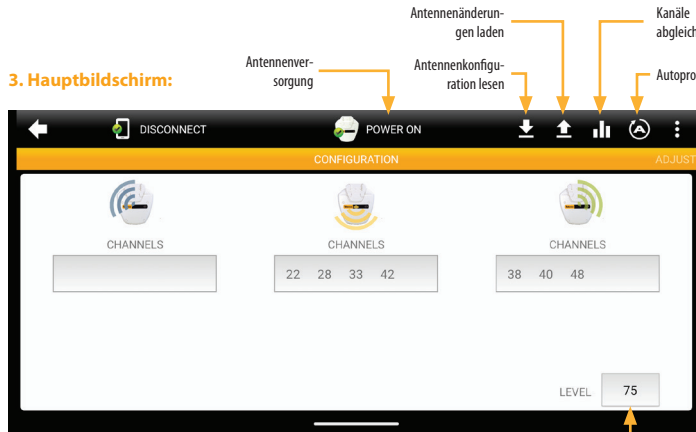 Antennenänderun-
gen laden
Kanäle
abgleich
Antennenver-
sorgung
Antennenkonfigu-
ration lesen
Autopro
3. Hauptbildschirm:
DISCONNECT
POWER ON
CONFIGURATION
ADJUST
CHANNELS
CHANNELS
CHANNELS
22 28 33 42
38 40 48
LEVEL 75